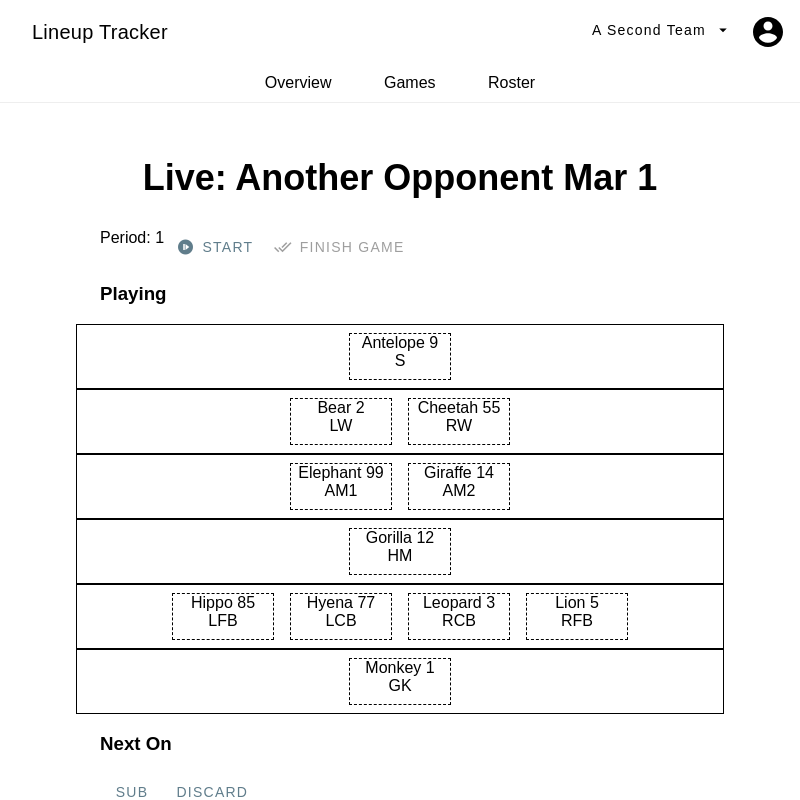 Lineup Tracker
A Second Team
Overview Games Roster
Live: Another Opponent Mar 1
Period: 1 START FINISH GAME
Playing
Antelope 9
S
Bear 2 Cheetah 55
LW RW
Elephant 99 Giraffe 14
AM1 AM2
Gorilla 12
HM
Hippo 85 Hyena 77 Leopard 3 Lion 5
LFB LCB RCB RFB
Monkey 1
GK
Next On
SUB DISCARD